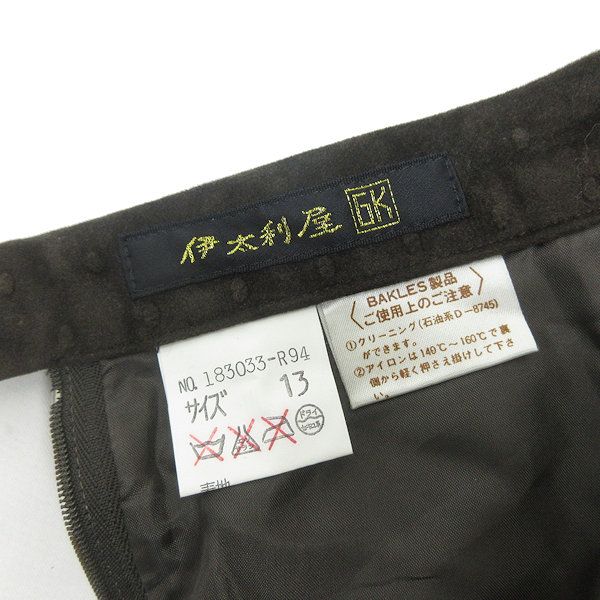 伊太利屋 GK
NO. 183033-R94
サイズ 13
ドライ
〈 BAKLES製品
ご使用上のご注意 〉
①クリーニング(石油系D-8745)
ができます。
②アイロンは140℃~160℃で裏
側から軽く押さえ掛けして下さ
い。